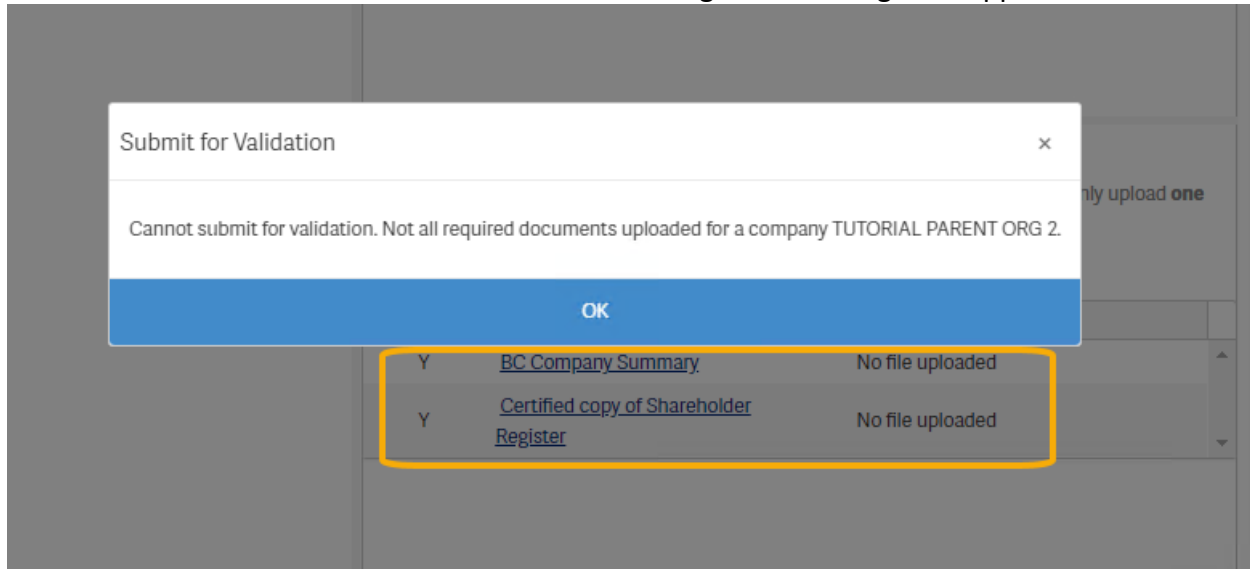 Submit for Validation ×
nly upload one
Cannot submit for validation. Not all required documents uploaded for a company TUTORIAL PARENT ORG 2.
OK
Y BC Company Summary No file uploaded
Y Certified copy of Shareholder No file uploaded
Register